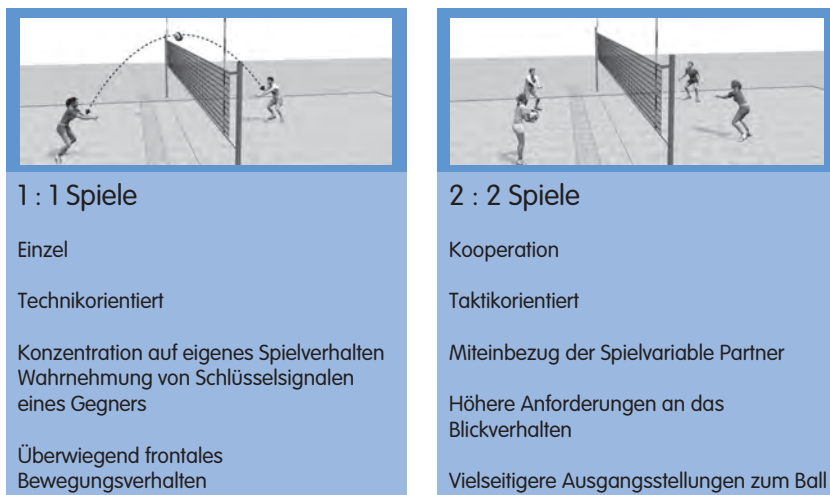 1 : 1 Spiele
Einzel
Technikorientiert
Konzentration auf eigenes Spielverhalten
Wahrnehmung von Schlüsselsignalen
eines Gegners
Überwiegend frontales
Bewegungsverhalten
2 : 2 Spiele
Kooperation
Taktikorientiert
Miteinbezug der Spielvariable Partner
Höhere Anforderungen an das
Blickverhalten
Vielseitigere Ausgangsstellungen zum Ball